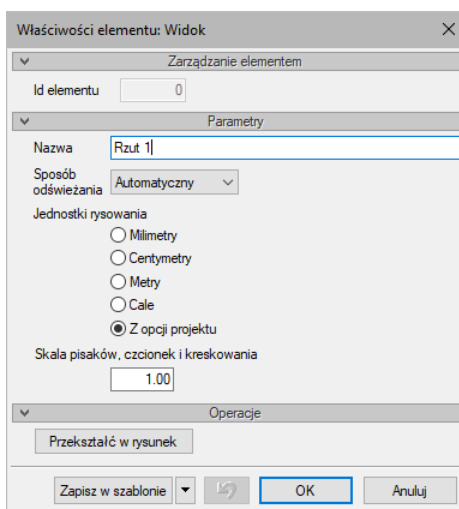 Właściwości elementu: Widok
Zarządzanie elementem
Id elementu 0
Parametry
Nazwa Rzut 1
Sposób
odświeżania Automatyczny
Jednostki rysowania
Milimetry
Centymetry
Metry
Cale
Z opcji projektu
Skala pisaków, czcionek i kreskowania
1.00
Operacje
Przekształć w rysunek
Zapisz w szablonie OK Anuluj